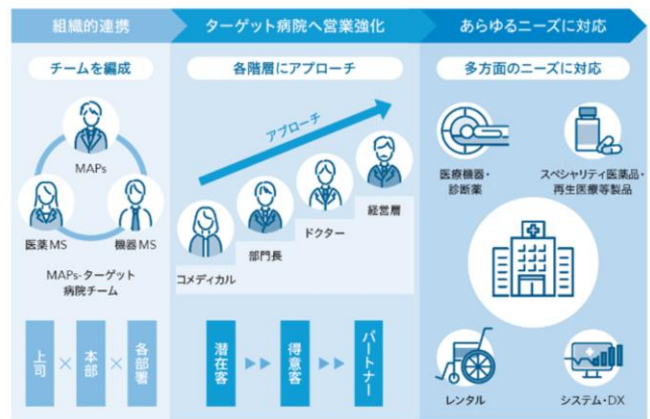 組織的連携
ターゲット病院へ営業強化
あらゆるニーズに対応
チームを編成
MAPs
医薬MS
機器MS
MAPs-ターゲット
病院チーム
上司×本部×各部署
各階層にアプローチ
アプローチ
コメディカル
部門長
ドクター
経営層
潜在客
得意客
パートナー
多方面のニーズに対応
医療機器・
診断薬
スペシャリティ医薬品・
再生医療等製品
レンタル
システム・DX